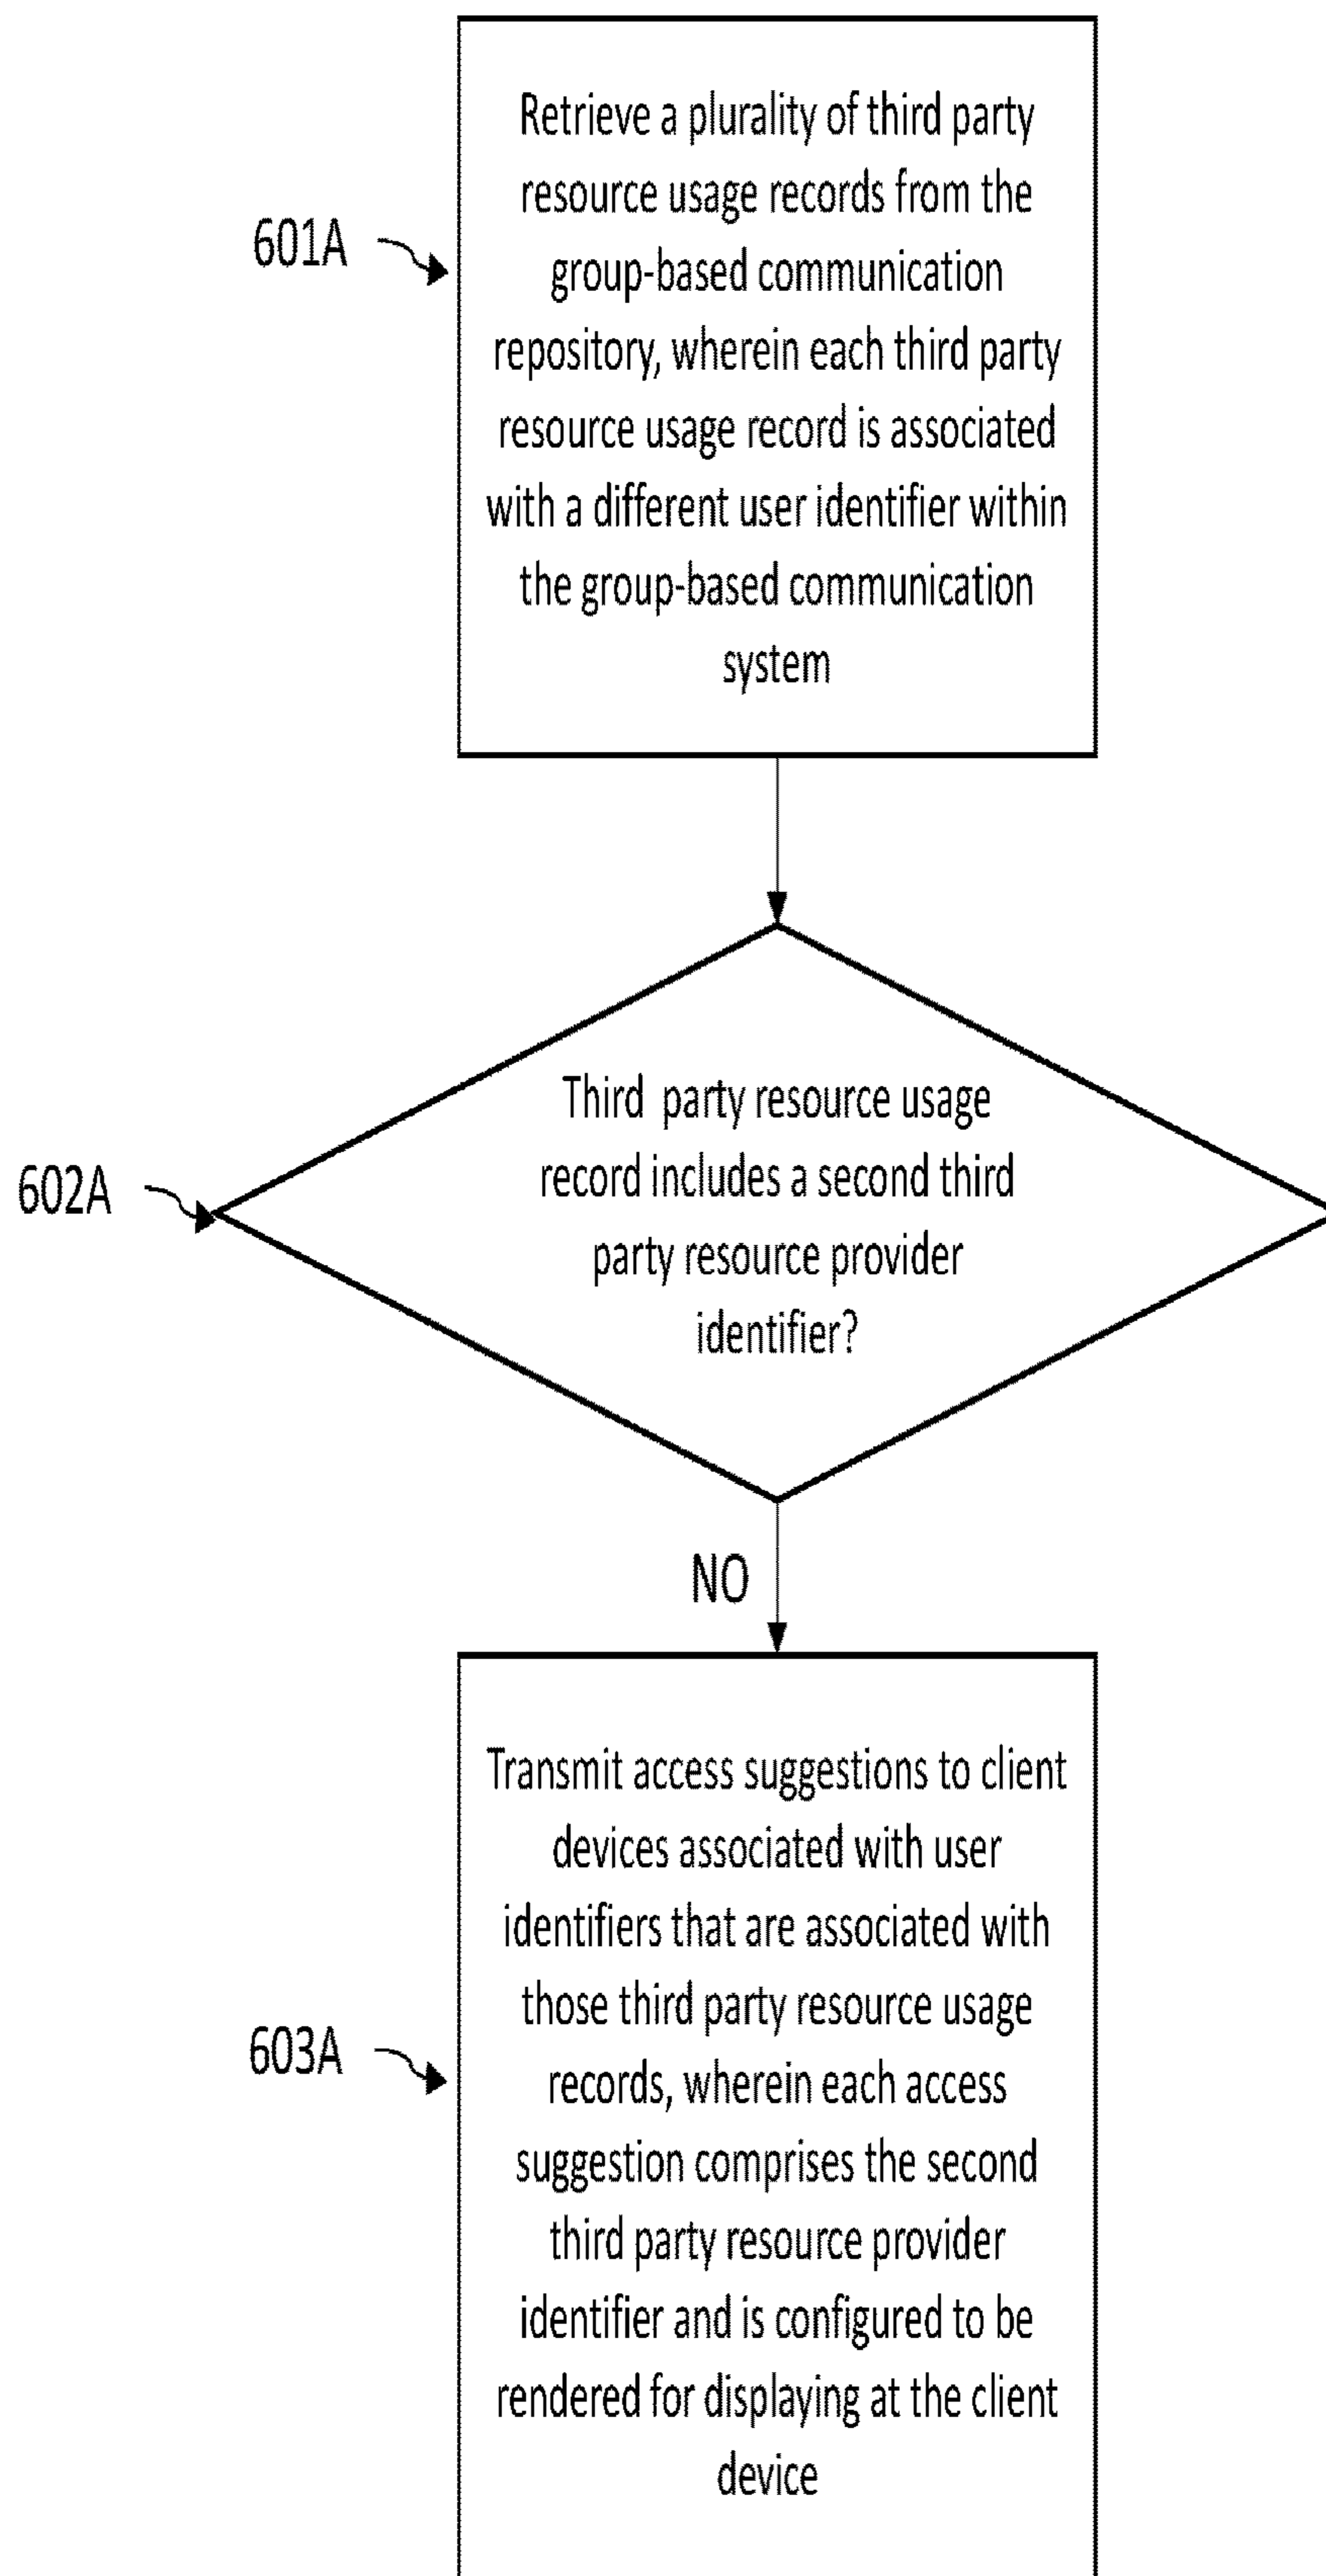 Retrieve a plurality of third party
resource usage records from the
601A
group-based communication
repository, wherein each third party
resource usage record is associated
with a different user identifier within
the group-based communication
system
Third party resource usage
602A
record includes a second third
party resource provider
identifier?
NO
Transmit access suggestions to client
devices associated with user
identifiers that are associated with
those third party resource usage
603A
records, wherein each access
suggestion comprises the second
third party resource provider
identifier and is configured to be
rendered for displaying at the client
device